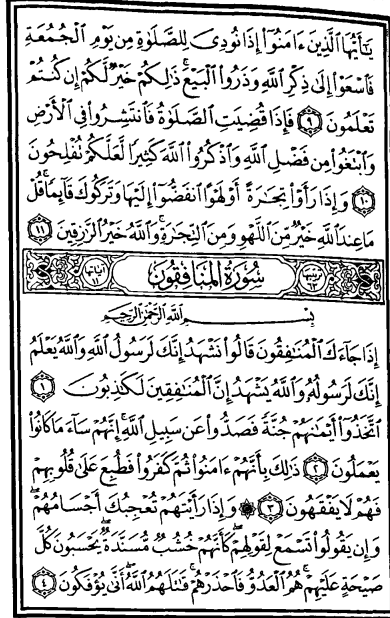 يَٰٓأَيُّهَا ٱلَّذِينَ ءَامَنُوٓا۟ إِذَا نُودِىَ لِلصَّلَوٰةِ مِن يَوْمِ ٱلْجُمُعَةِ
فَٱسْعَوْا۟ إِلَىٰ ذِكْرِ ٱللَّهِ وَذَرُوا۟ ٱلْبَيْعَ ۚ ذَٰلِكُمْ خَيْرٌ لَّكُمْ إِن كُنتُمْ
تَعْلَمُونَ ٩ فَإِذَا قُضِيَتِ ٱلصَّلَوٰةُ فَٱنتَشِرُوا۟ فِى ٱلْأَرْضِ
وَٱبْتَغُوا۟ مِن فَضْلِ ٱللَّهِ وَٱذْكُرُوا۟ ٱللَّهَ كَثِيرًا لَّعَلَّكُمْ تُفْلِحُونَ
١٠ وَإِذَا رَأَوْا۟ تِجَٰرَةً أَوْ لَهْوًا ٱنفَضُّوٓا۟ إِلَيْهَا وَتَرَكُوكَ قَآئِمًا ۚ قُلْ
مَا عِندَ ٱللَّهِ خَيْرٌ مِّنَ ٱللَّهْوِ وَمِنَ ٱلتِّجَٰرَةِ ۚ وَٱللَّهُ خَيْرُ ٱلرَّٰزِقِينَ ١١
ترتيبها ٦٣ سُورَةُ المُنَافِقُونَ آياتها ١١
بِسْمِ ٱللَّهِ ٱلرَّحْمَٰنِ ٱلرَّحِيمِ
إِذَا جَآءَكَ ٱلْمُنَٰفِقُونَ قَالُوا۟ نَشْهَدُ إِنَّكَ لَرَسُولُ ٱللَّهِ وَٱللَّهُ يَعْلَمُ
إِنَّكَ لَرَسُولُهُۥ وَٱللَّهُ يَشْهَدُ إِنَّ ٱلْمُنَٰفِقِينَ لَكَٰذِبُونَ ١
ٱتَّخَذُوٓا۟ أَيْمَٰنَهُمْ جُنَّةً فَصَدُّوا۟ عَن سَبِيلِ ٱللَّهِ ۚ إِنَّهُمْ سَآءَ مَا كَانُوا۟
يَعْمَلُونَ ٢ ذَٰلِكَ بِأَنَّهُمْ ءَامَنُوا۟ ثُمَّ كَفَرُوا۟ فَطُبِعَ عَلَىٰ قُلُوبِهِمْ
فَهُمْ لَا يَفْقَهُونَ ٣ ۞ وَإِذَا رَأَيْتَهُمْ تُعْجِبُكَ أَجْسَامُهُمْ ۖ
وَإِن يَقُولُوا۟ تَسْمَعْ لِقَوْلِهِمْ ۖ كَأَنَّهُمْ خُشُبٌ مُّسَنَّدَةٌ ۖ يَحْسَبُونَ كُلَّ
صَيْحَةٍ عَلَيْهِمْ ۚ هُمُ ٱلْعَدُوُّ فَٱحْذَرْهُمْ ۚ قَٰتَلَهُمُ ٱللَّهُ ۖ أَنَّىٰ يُؤْفَكُونَ ٤